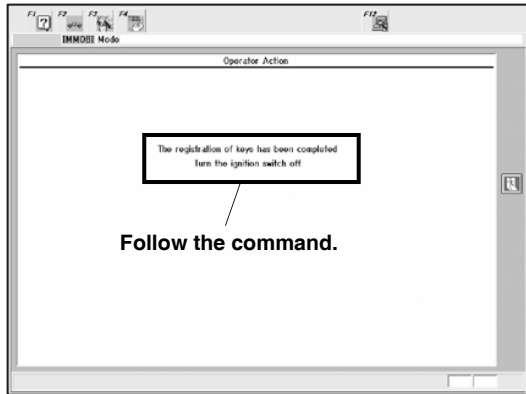 F1 F2 F3 F4 F12
IMMOBI Mode
Operator Action
The registration of keys has been completed
Turn the ignition switch off
Follow the command.